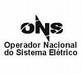 ONS
Operador Nacional
do Sistema Elétrico